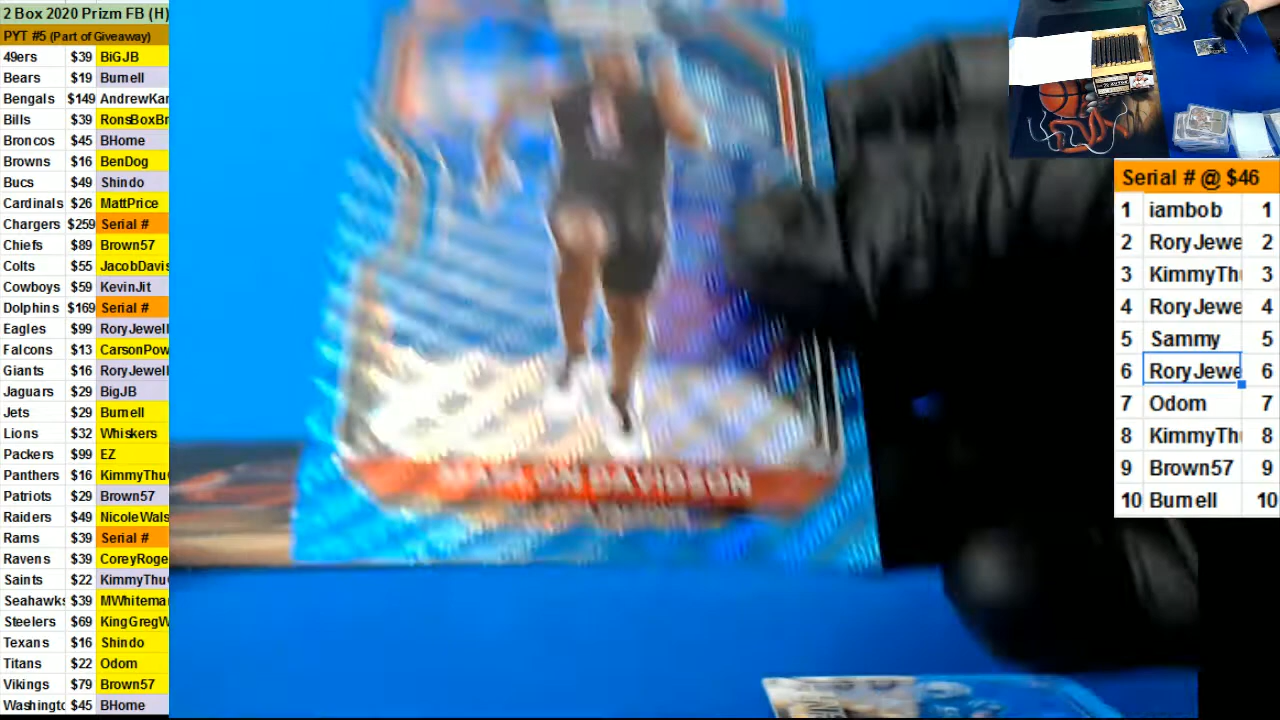 2 Box 2020 Prizm FB (H)
PYT #5 (Part of Giveaway)
49ers $39 BiGJB
Bears $19 Burnell
Bengals $149 AndrewKar
Bills $39 RonsBoxBr
Broncos $45 BHome
Browns $16 BenDog
Bucs $49 Shindo
Cardinals $26 MattPrice
Chargers $259 Serial #
Chiefs $89 Brown57
Colts $55 JacobDavis
Cowboys $59 KevinJit
Dolphins $169 Serial #
Eagles $99 RoryJewell
Falcons $13 CarsonPow
Giants $16 RoryJewell
Jaguars $29 BigJB
Jets $29 Burnell
Lions $32 Whiskers
Packers $99 EZ
Panthers $16 KimmyThu
Patriots $29 Brown57
Raiders $49 NicoleWals
Rams $39 Serial #
Ravens $39 CoreyRoge
Saints $22 KimmyThu
Seahawks $39 MWhitema
Steelers $69 KingGregW
Texans $16 Shindo
Titans $22 Odom
Vikings $79 Brown57
Washingto $45 BHome
DAVIDSON
Serial # @ $46
1 iambob 1
2 RoryJewe 2
3 KimmyTh 3
4 RoryJewe 4
5 Sammy 5
6 RoryJewe 6
7 Odom 7
8 KimmyTh 8
9 Brown57 9
10 Burnell 10